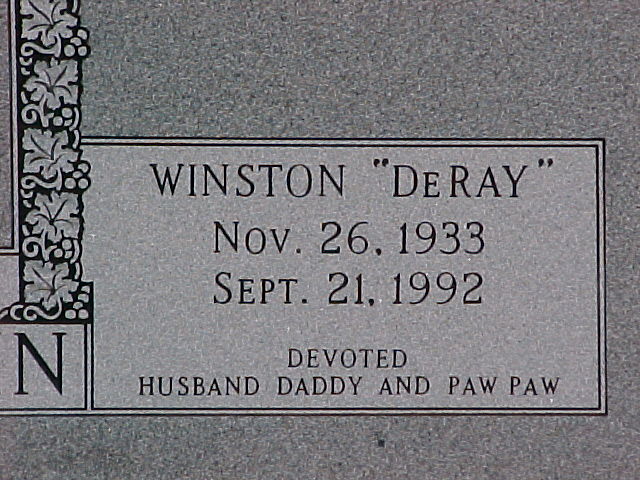 WINSTON "DERAY"
NOV. 26, 1933
SEPT. 21, 1992
DEVOTED
HUSBAND DADDY AND PAW PAW
N